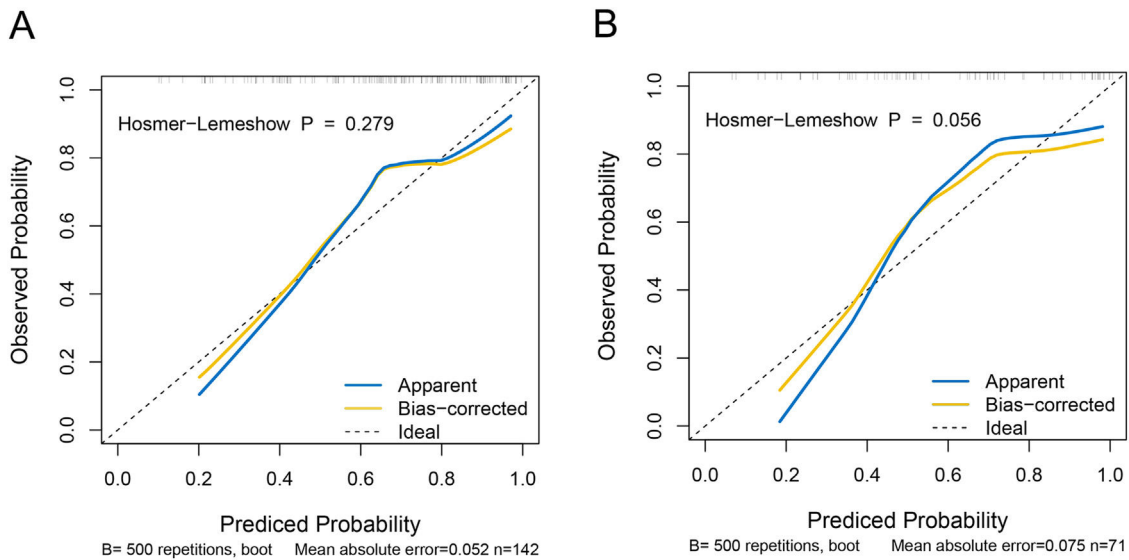 A
Hosmer−Lemeshow P = 0.279
Observed Probability
0.0 0.2 0.4 0.6 0.8 1.0
Apparent
Bias−corrected
Ideal
0.0 0.2 0.4 0.6 0.8 1.0
Prediced Probability
B= 500 repetitions, boot Mean absolute error=0.052 n=142
B
Hosmer−Lemeshow P = 0.056
Observed Probability
0.0 0.2 0.4 0.6 0.8 1.0
Apparent
Bias−corrected
Ideal
0.0 0.2 0.4 0.6 0.8 1.0
Prediced Probability
B= 500 repetitions, boot Mean absolute error=0.075 n=71